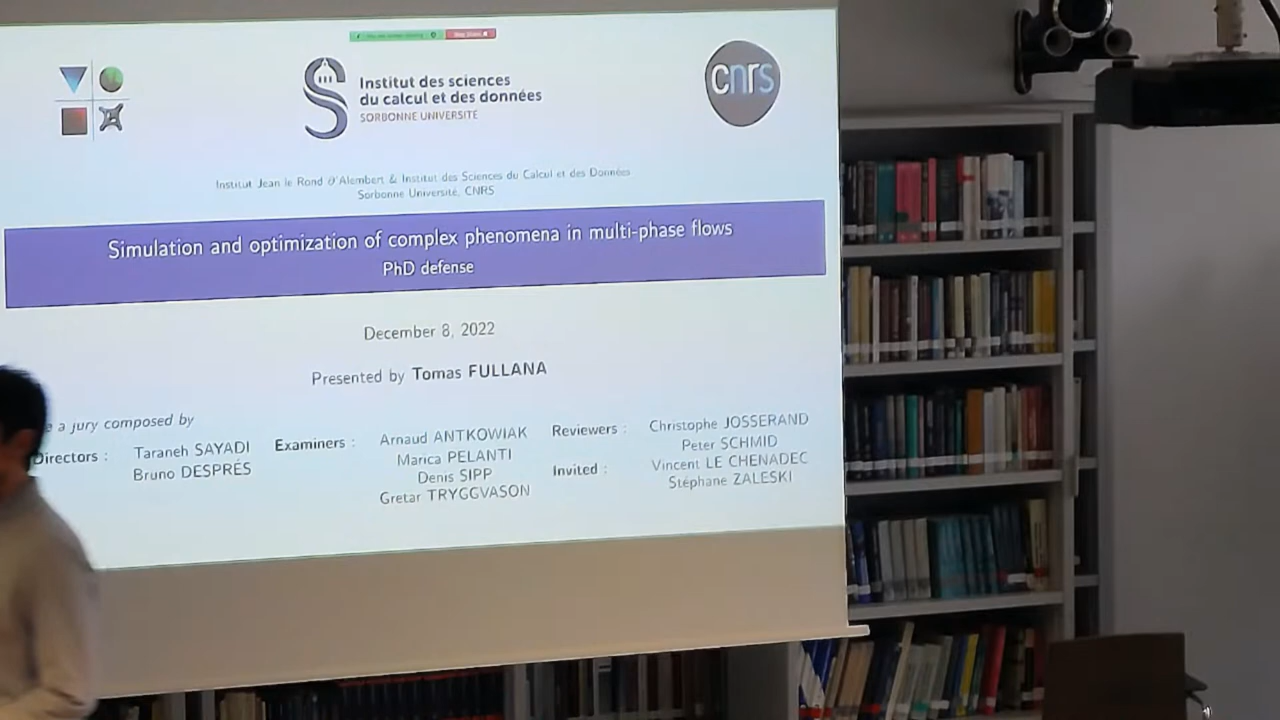 Institut des sciences
du calcul et des données
SORBONNE UNIVERSITÉ
cnrs
Institut Jean le Rond ∂'Alembert & Institut des Sciences du Calcul et des Données
Sorbonne Université, CNRS
Simulation and optimization of complex phenomena in multi-phase flows
PhD defense
December 8, 2022
Presented by Tomas FULLANA
a jury composed by
Directors :
Taraneh SAYADI
Bruno DESPRÉS
Examiners :
Arnaud ANTKOWIAK
Marica PELANTI
Denis SIPP
Gretar TRYGGVASON
Reviewers :
Christophe JOSSERAND
Peter SCHMID
Invited :
Vincent LE CHENADEC
Stéphane ZALESKI